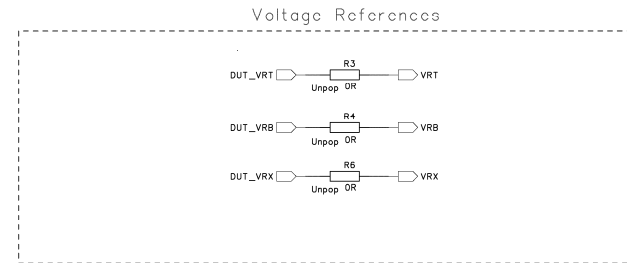 Voltage References
R3
DUT_VRT VRT
Unpop 0R
R4
DUT_VRB VRB
Unpop 0R
R6
DUT_VRX VRX
Unpop 0R